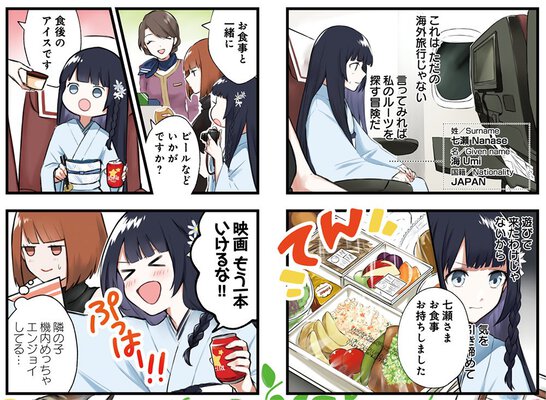 これはただの
海外旅行じゃない
言ってみれば
私のルーツを
探す冒険だ
姓／Surname
七瀬 Nanase
名／Given name
海 Umi
国籍／Nationality
JAPAN
遊びで
来たわけじゃ
ないから
気を
引き締めて
てん
七瀬さま
お食事
お持ちしました
お食事と
一緒に
ビールなど
いかが
ですか？
食後の
アイスです
映画 もう一本
いけるな!!
ぷっはー!!!
隣の子
機内めっちゃ
エンジョイ
してる…